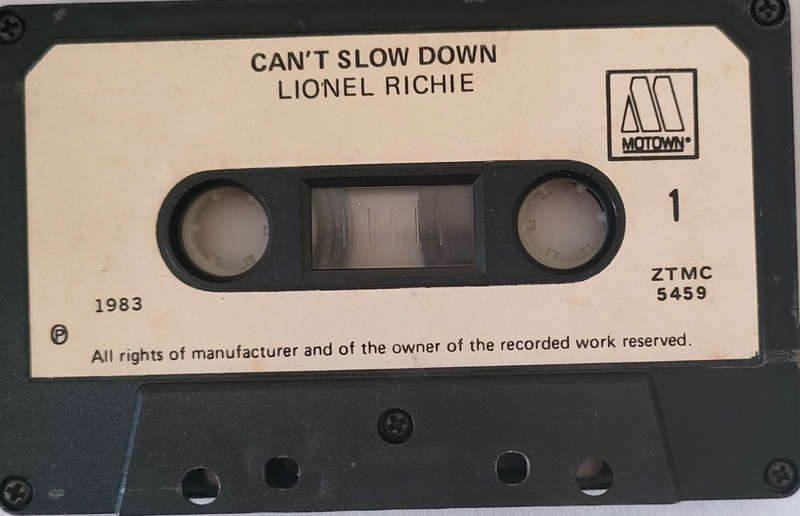 CAN'T SLOW DOWN
LIONEL RICHIE
MOTOWN
1
ZTMC
5459
1983
℗
All rights of manufacturer and of the owner of the recorded work reserved.